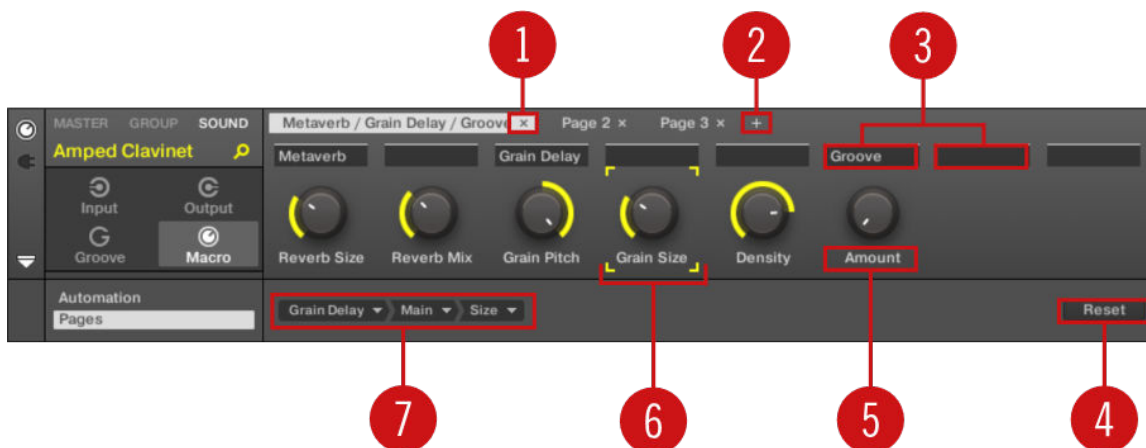 1 2 3
MASTER GROUP SOUND
Metaverb / Grain Delay / Groove × Page 2 × Page 3 × +
Amped Clavinet
Metaverb Grain Delay Groove
Input Output
Groove Macro
Reverb Size Reverb Mix Grain Pitch Grain Size Density Amount
Automation
Pages
Grain Delay Main Size
Reset
7 6 5 4